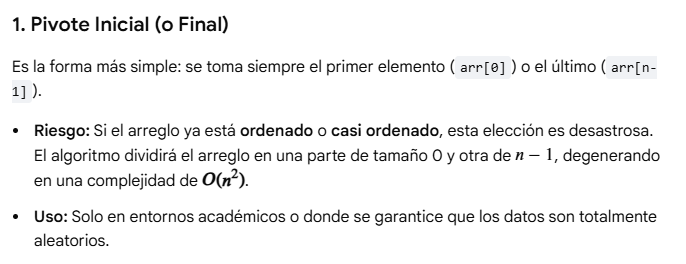 1. Pivote Inicial (o Final)
Es la forma más simple: se toma siempre el primer elemento ( arr[0] ) o el último ( arr[n-
1] ).
• Riesgo: Si el arreglo ya está ordenado o casi ordenado, esta elección es desastrosa.
El algoritmo dividirá el arreglo en una parte de tamaño 0 y otra de n − 1, degenerando
en una complejidad de O(n²).
• Uso: Solo en entornos académicos o donde se garantice que los datos son totalmente
aleatorios.